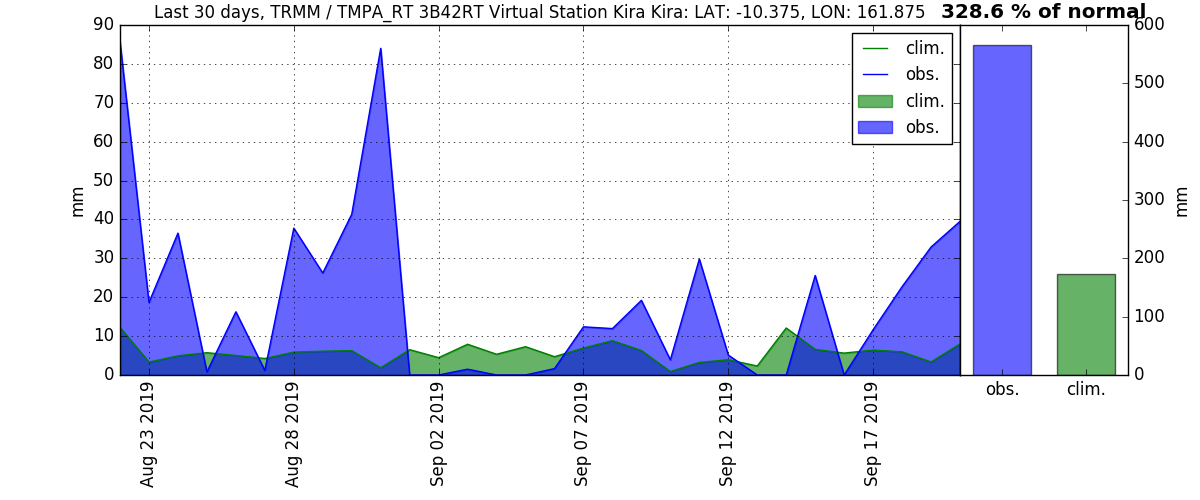 Last 30 days, TRMM / TMPA_RT 3B42RT Virtual Station Kira Kira: LAT: -10.375, LON: 161.875 328.6 % of normal
90
80
70
60
50
40
30
20
10
0
mm
clim.
obs.
clim.
obs.
Aug 23 2019
Aug 28 2019
Sep 02 2019
Sep 07 2019
Sep 12 2019
Sep 17 2019
600
500
400
300
200
100
0
mm
obs. clim.